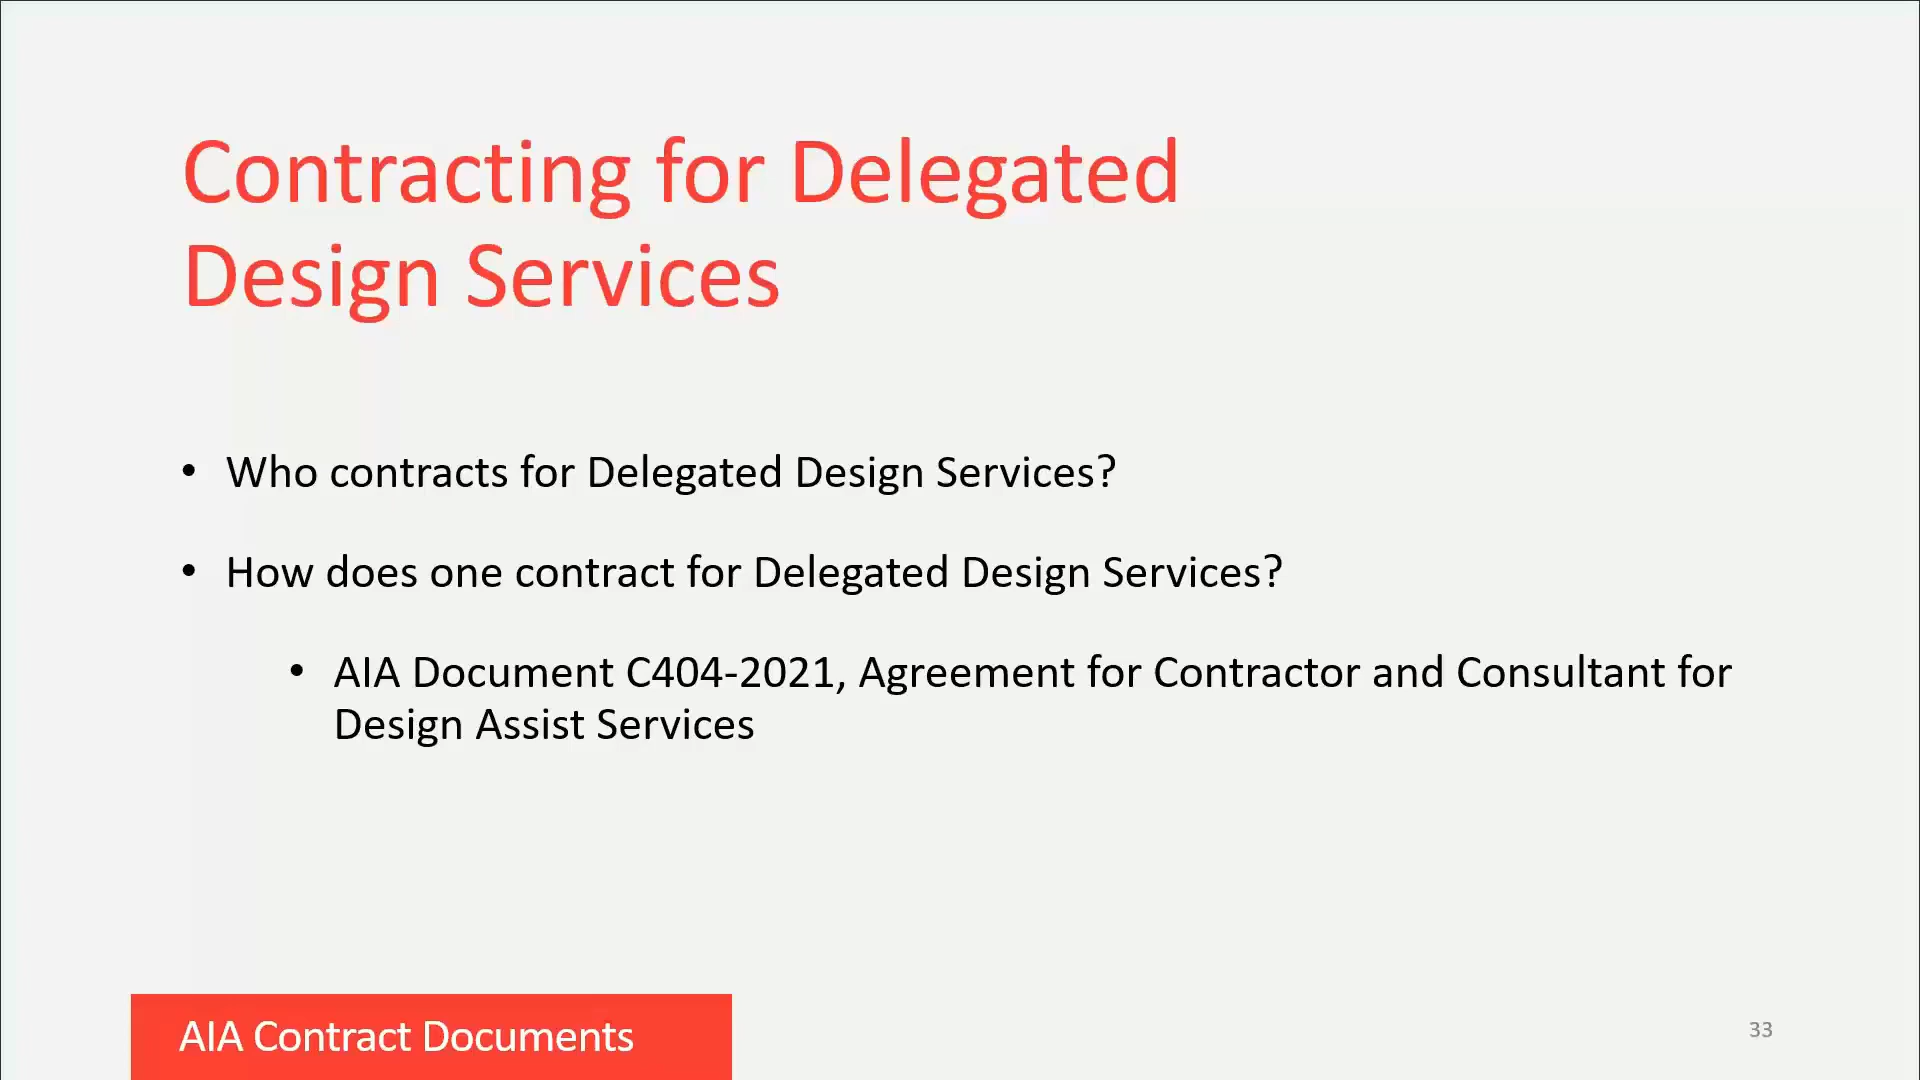 Contracting for Delegated
Design Services
• Who contracts for Delegated Design Services?
• How does one contract for Delegated Design Services?
• AIA Document C404-2021, Agreement for Contractor and Consultant for
Design Assist Services
AIA Contract Documents
33